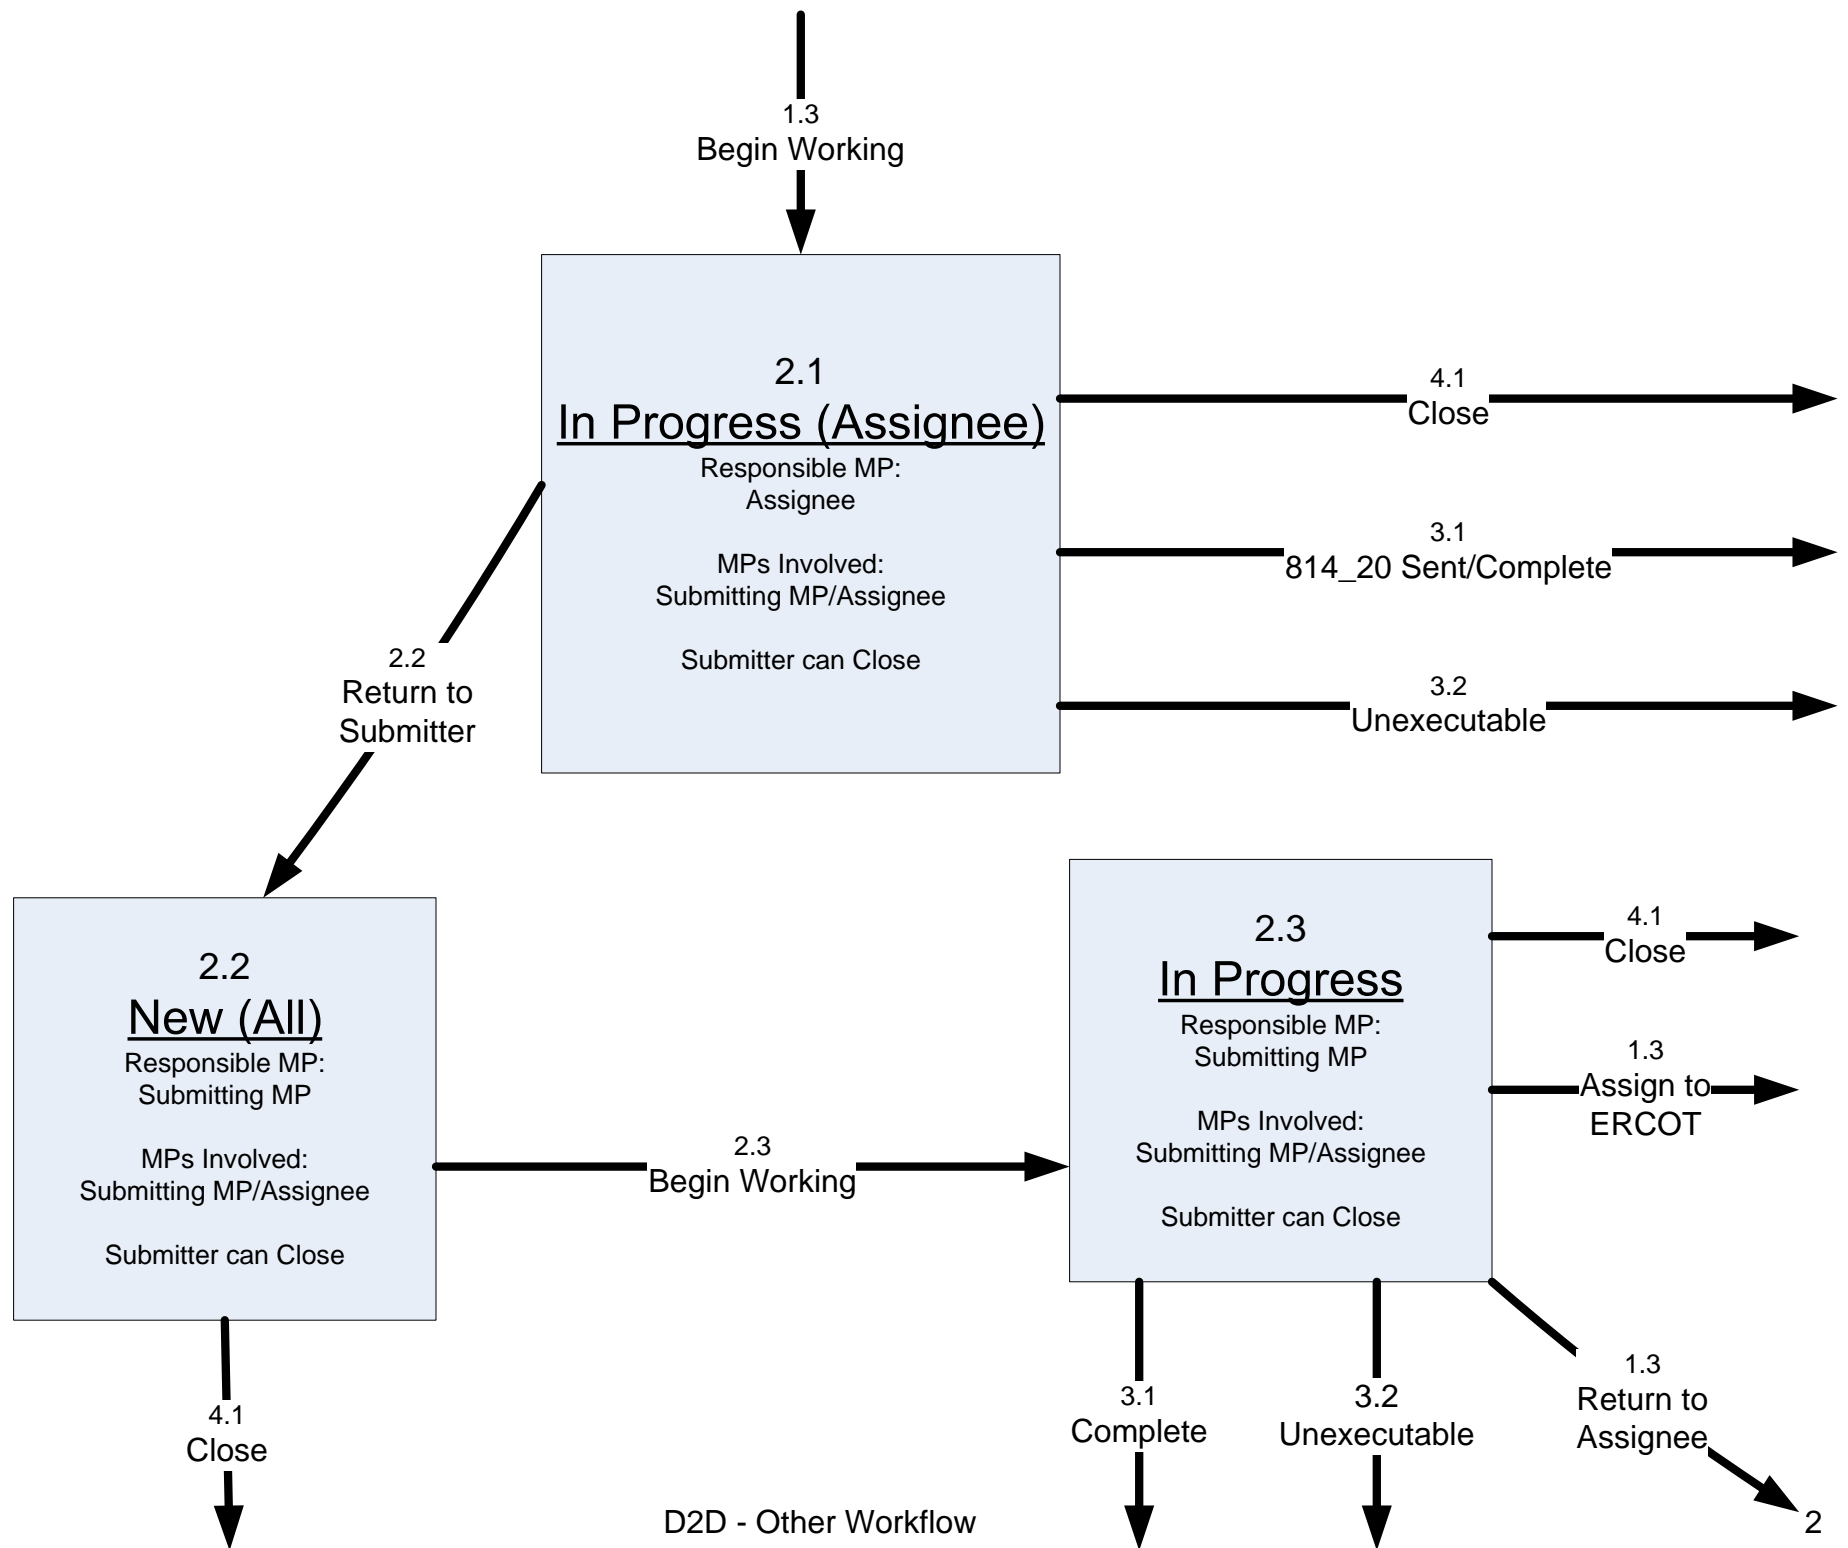 1.3
Begin Working
2.1
In Progress (Assignee)
Responsible MP:
Assignee
MPs Involved:
Submitting MP/Assignee
Submitter can Close
4.1
Close
3.1
814_20 Sent/Complete
3.2
Unexecutable
2.2
Return to
Submitter
2.2
New (All)
Responsible MP:
Submitting MP
MPs Involved:
Submitting MP/Assignee
Submitter can Close
2.3
Begin Working
2.3
In Progress
Responsible MP:
Submitting MP
MPs Involved:
Submitting MP/Assignee
Submitter can Close
4.1
Close
1.3
Assign to
ERCOT
4.1
Close
3.1
Complete
3.2
Unexecutable
1.3
Return to
Assignee
D2D - Other Workflow
2